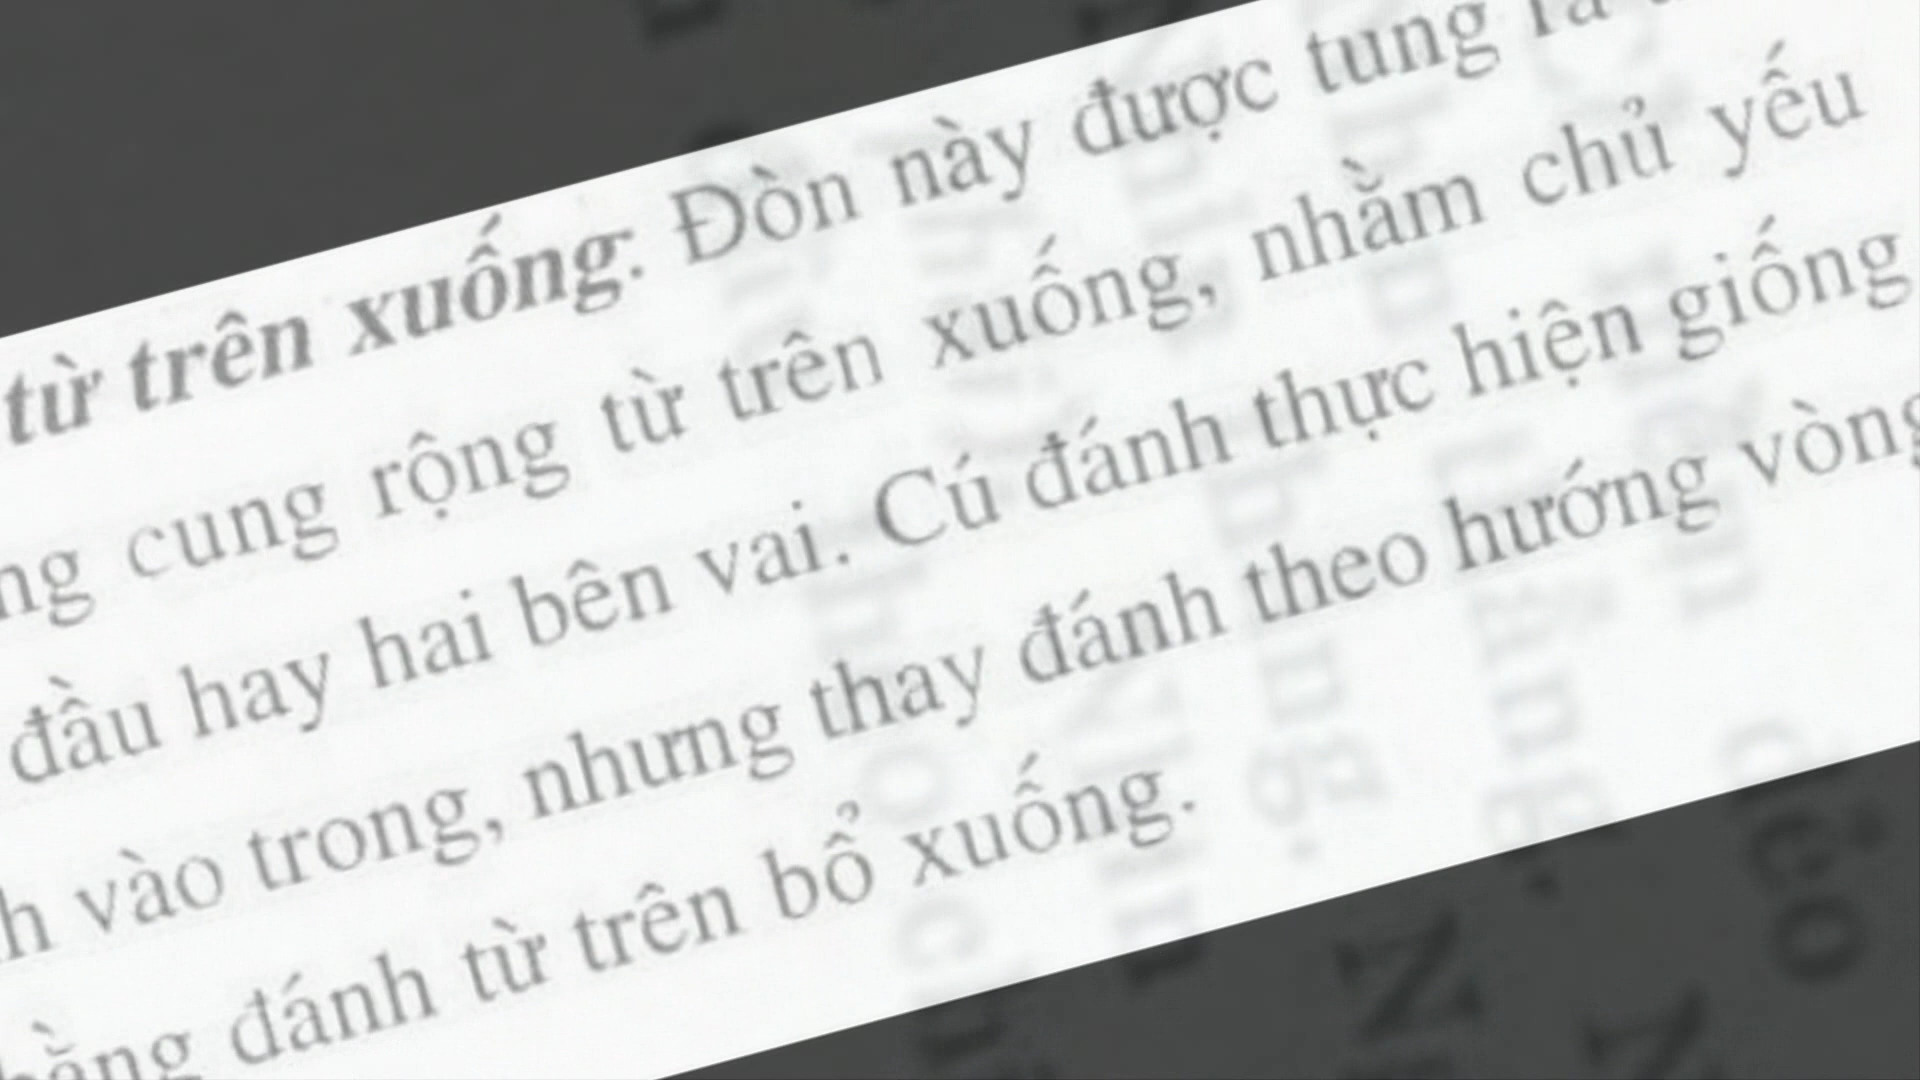 từ trên xuống. Đòn này được tung ra
cung rộng từ trên xuống, nhằm chủ yếu
đầu hay hai bên vai. Cú đánh thực hiện giống
vào trong, nhưng thay đánh theo hướng vòng
đánh từ trên bổ xuống.